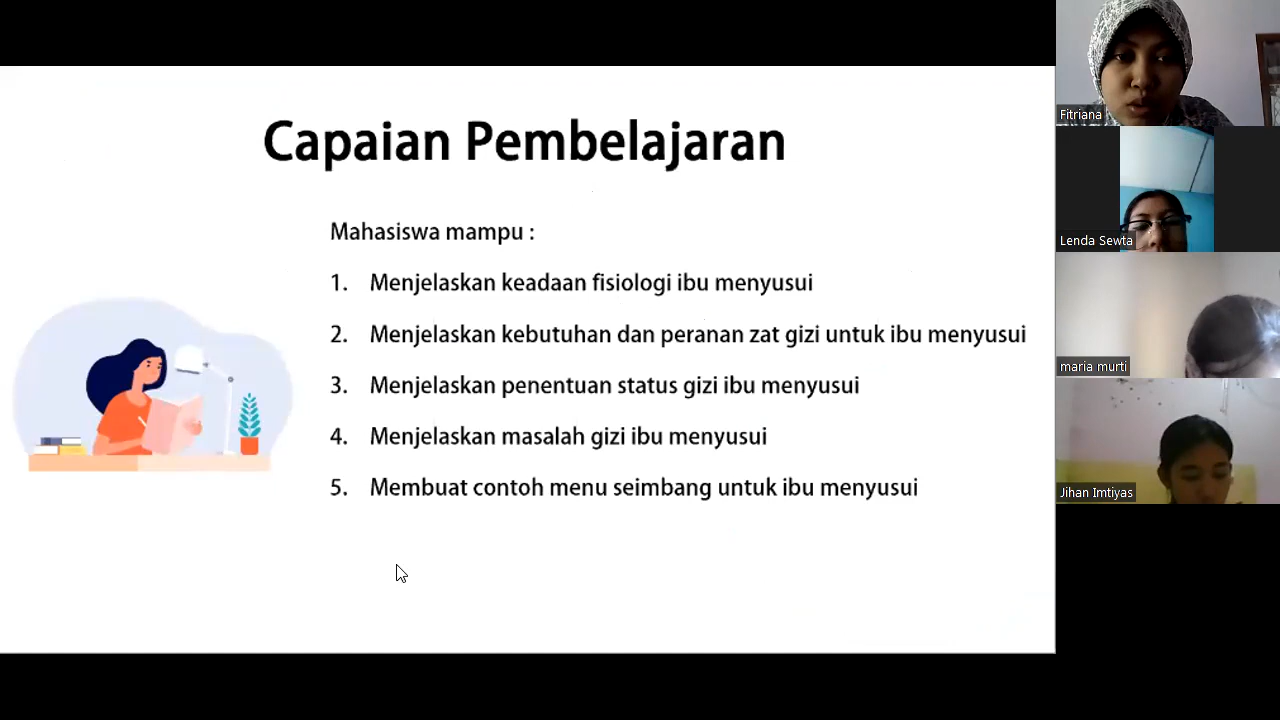 Capaian Pembelajaran
Mahasiswa mampu :
1. Menjelaskan keadaan fisiologi ibu menyusui
2. Menjelaskan kebutuhan dan peranan zat gizi untuk ibu menyusui
3. Menjelaskan penentuan status gizi ibu menyusui
4. Menjelaskan masalah gizi ibu menyusui
5. Membuat contoh menu seimbang untuk ibu menyusui
Fitriana
Lenda Sewta
maria murti
Jihan Imtiyas